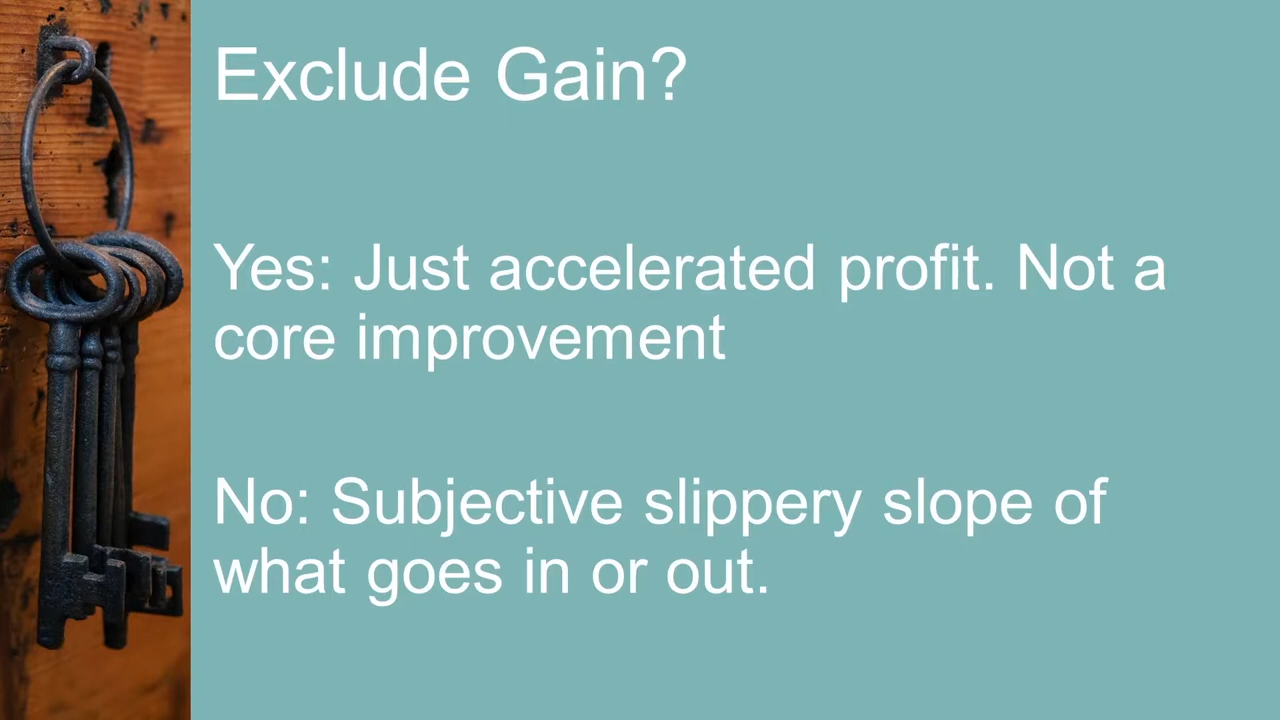 Exclude Gain?
Yes: Just accelerated profit. Not a
core improvement
No: Subjective slippery slope of
what goes in or out.